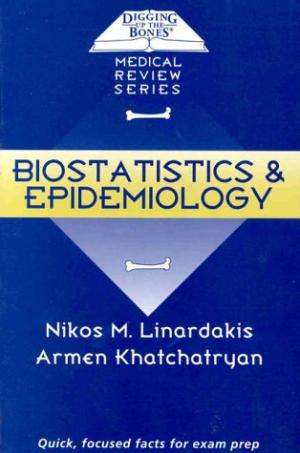 DIGGING
UP THE
BONES®
MEDICAL
REVIEW
SERIES
BIOSTATISTICS &
EPIDEMIOLOGY
Nikos M. Linardakis
Armen Khatchatryan
Quick, focused facts for exam prep